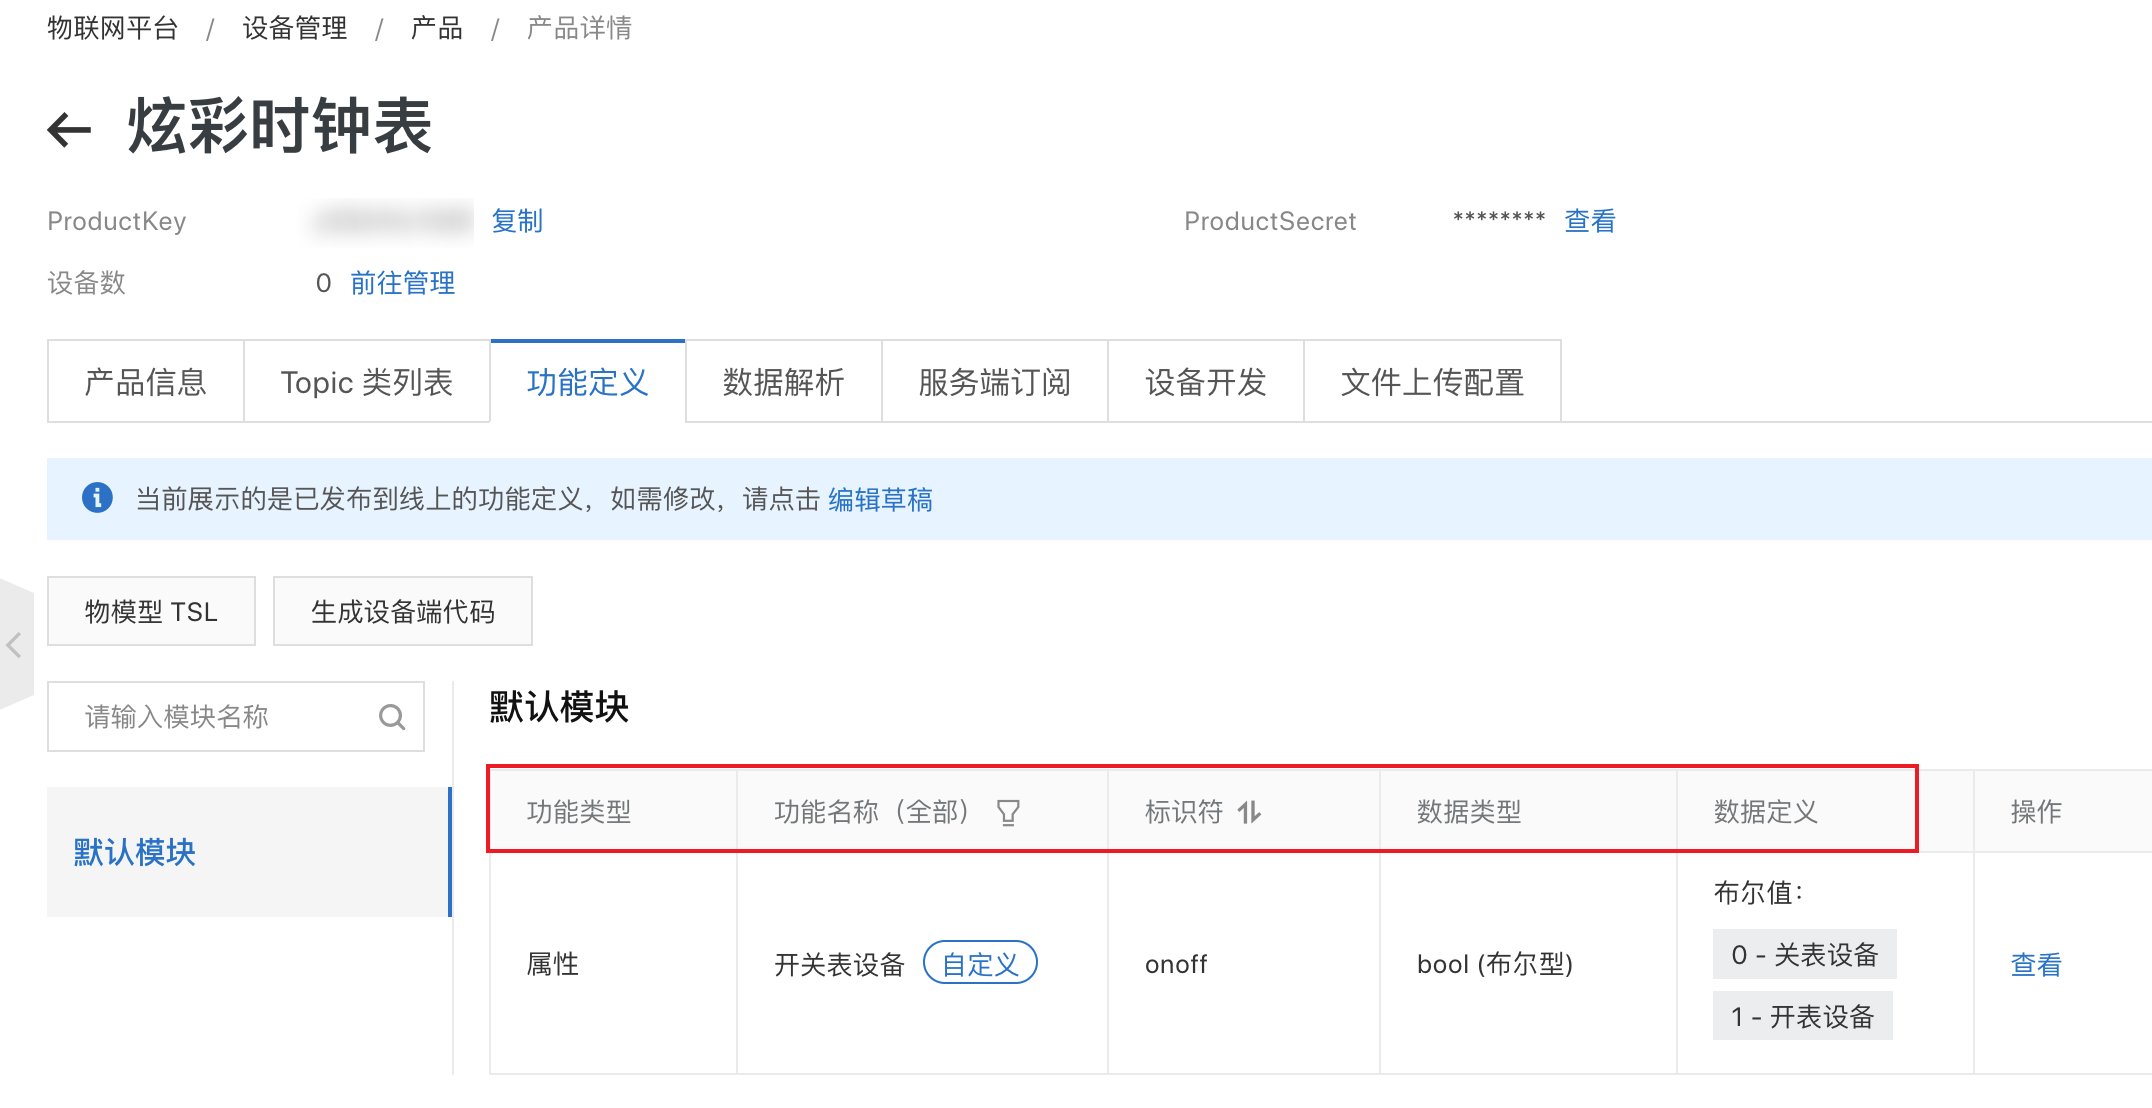 物联网平台 / 设备管理 / 产品 / 产品详情
炫彩时钟表
ProductKey 复制 ProductSecret ******** 查看
设备数 0 前往管理
产品信息 Topic 类列表 功能定义 数据解析 服务端订阅 设备开发 文件上传配置
当前展示的是已发布到线上的功能定义，如需修改，请点击 编辑草稿
物模型 TSL 生成设备端代码
请输入模块名称
默认模块
默认模块
功能类型 功能名称（全部） 标识符 数据类型 数据定义 操作
属性 开关表设备 自定义 onoff bool (布尔型) 布尔值： 查看
0 - 关表设备
1 - 开表设备